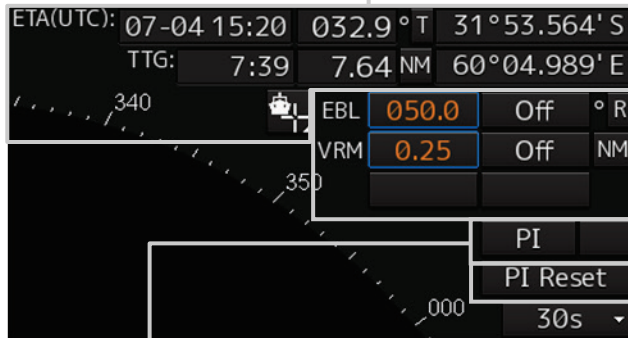 ETA(UTC): 07-04 15:20 032.9 ° T 31°53.564' S
TTG: 7:39 7.64 NM 60°04.989' E
340
EBL 050.0 Off ° R
VRM 0.25 Off NM
350
PI
PI Reset
000
30s